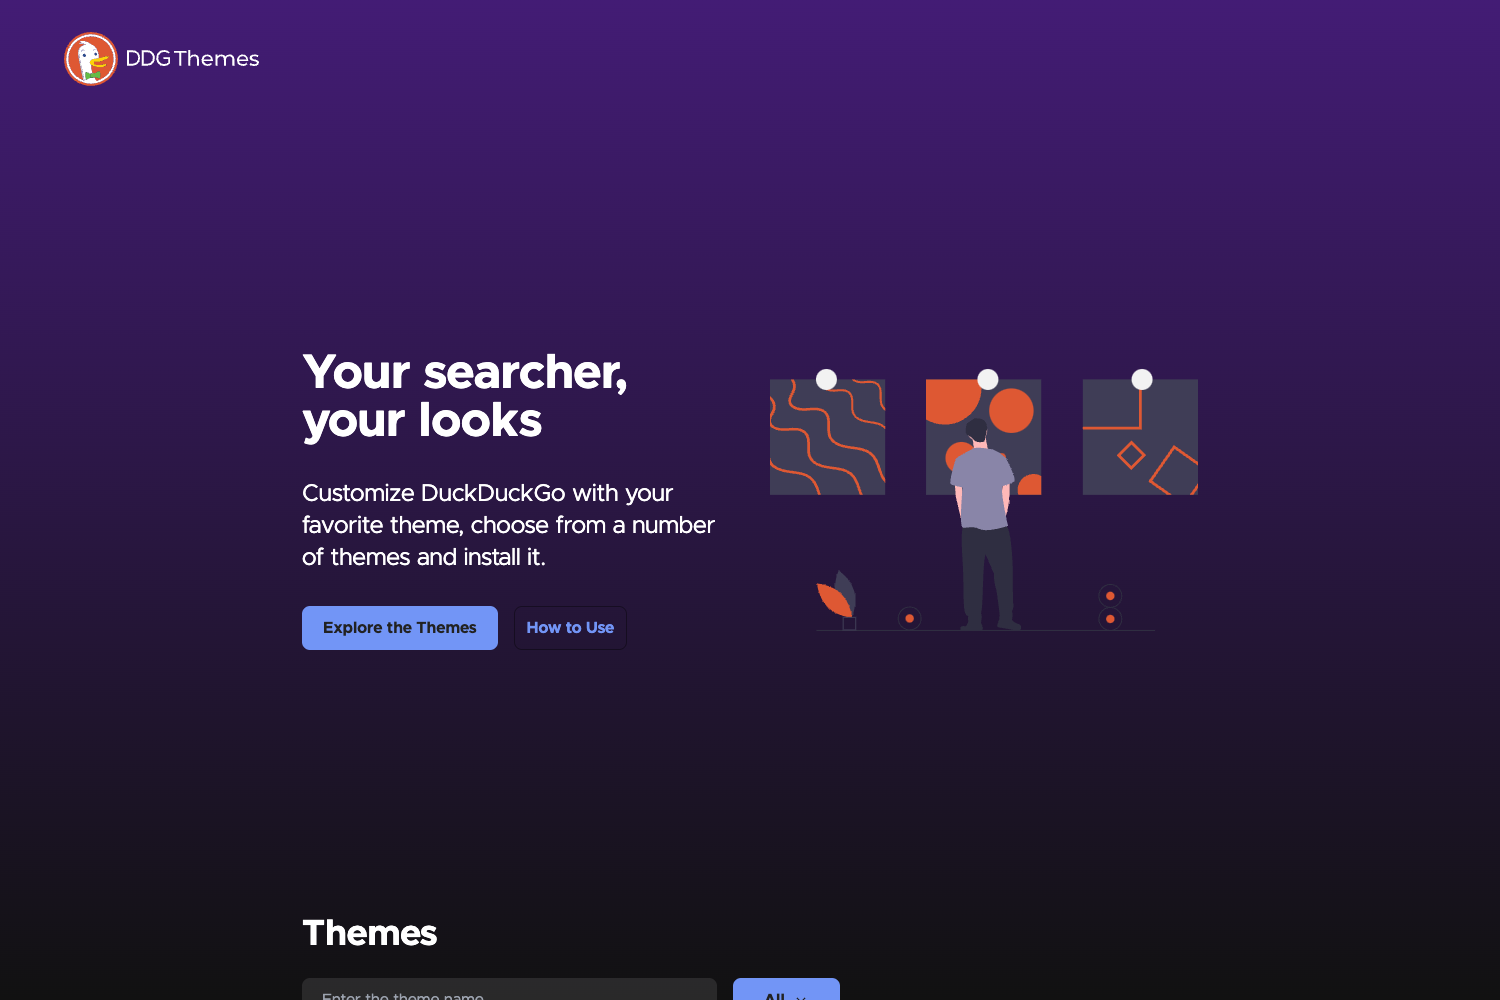 DDG Themes
Your searcher,
your looks
Customize DuckDuckGo with your
favorite theme, choose from a number
of themes and install it.
Explore the Themes
How to Use
Themes
Enter the theme name
All